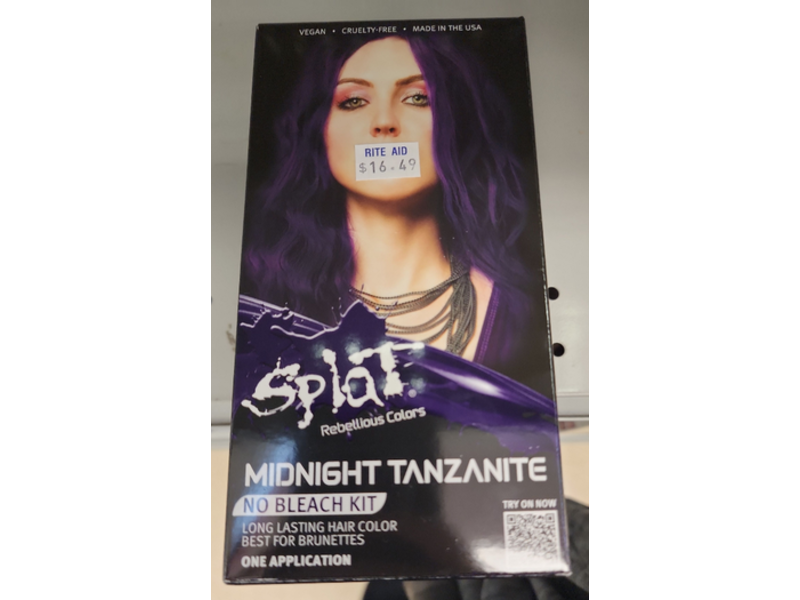 VEGAN • CRUELTY-FREE • MADE IN THE USA
RITE AID
$16.49
Splat®
Rebellious Colors
MIDNIGHT TANZANITE
NO BLEACH KIT
TRY ON NOW
LONG LASTING HAIR COLOR
BEST FOR BRUNETTES
ONE APPLICATION